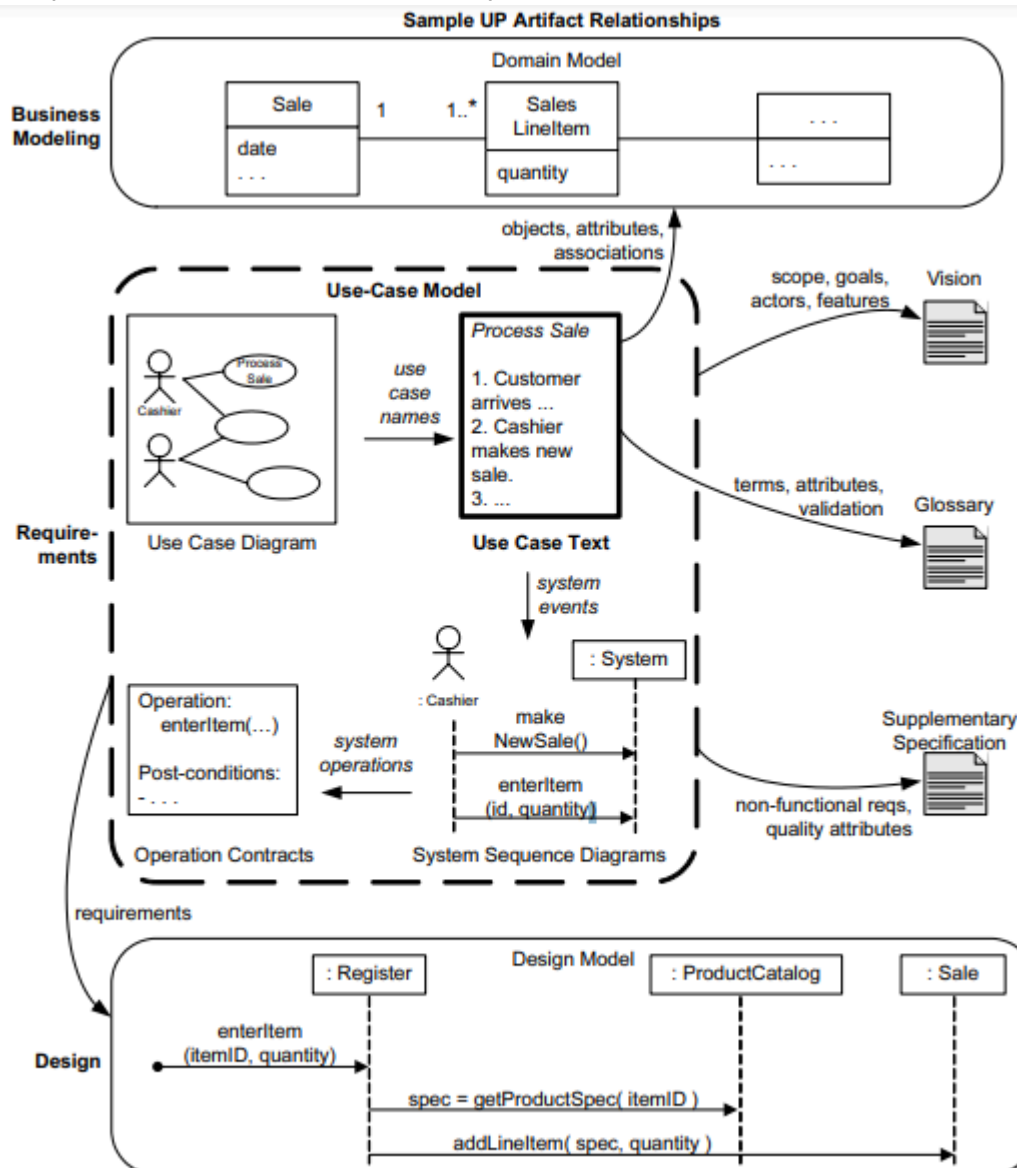 Sample UP Artifact Relationships
Domain Model
Business
Modeling
Sale
1
1..*
Sales
LineItem
. . .
date
. . .
quantity
. . .
objects, attributes,
associations
Use-Case Model
scope, goals,
actors, features
Vision
Process
Sale
Cashier
use
case
names
Process Sale
1. Customer
arrives ...
2. Cashier
makes new
sale.
3. ...
terms, attributes,
validation
Glossary
Require-
ments
Use Case Diagram
Use Case Text
system
events
: System
: Cashier
Operation:
enterItem(…)
Post-conditions:
- . . .
system
operations
make
NewSale()
enterItem
(id, quantity)
Supplementary
Specification
non-functional reqs,
quality attributes
Operation Contracts
System Sequence Diagrams
requirements
Design Model
: Register
: ProductCatalog
: Sale
Design
enterItem
(itemID, quantity)
spec = getProductSpec( itemID )
addLineItem( spec, quantity )